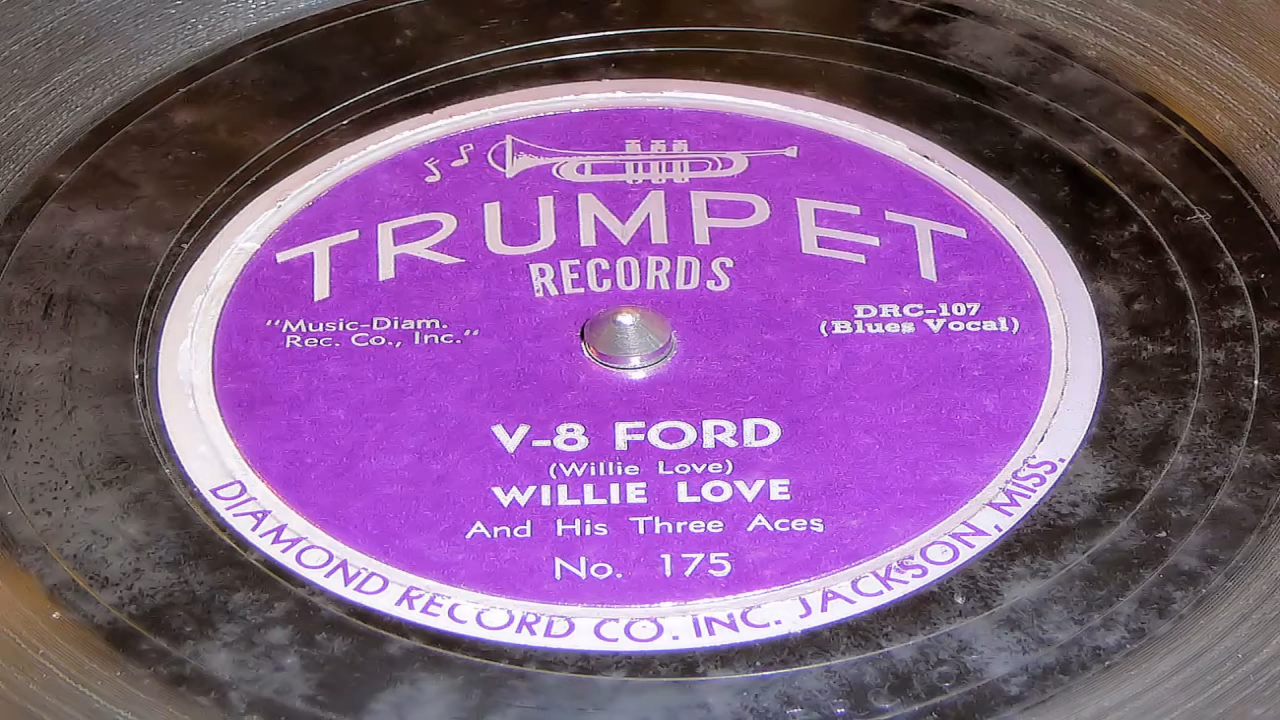 TRUMPET
RECORDS
"Music-Diam.
Rec. Co., Inc."
DRC-107
(Blues Vocal)
V-8 FORD
(Willie Love)
WILLIE LOVE
And His Three Aces
No. 175
DIAMOND RECORD CO. INC. JACKSON, MISS.